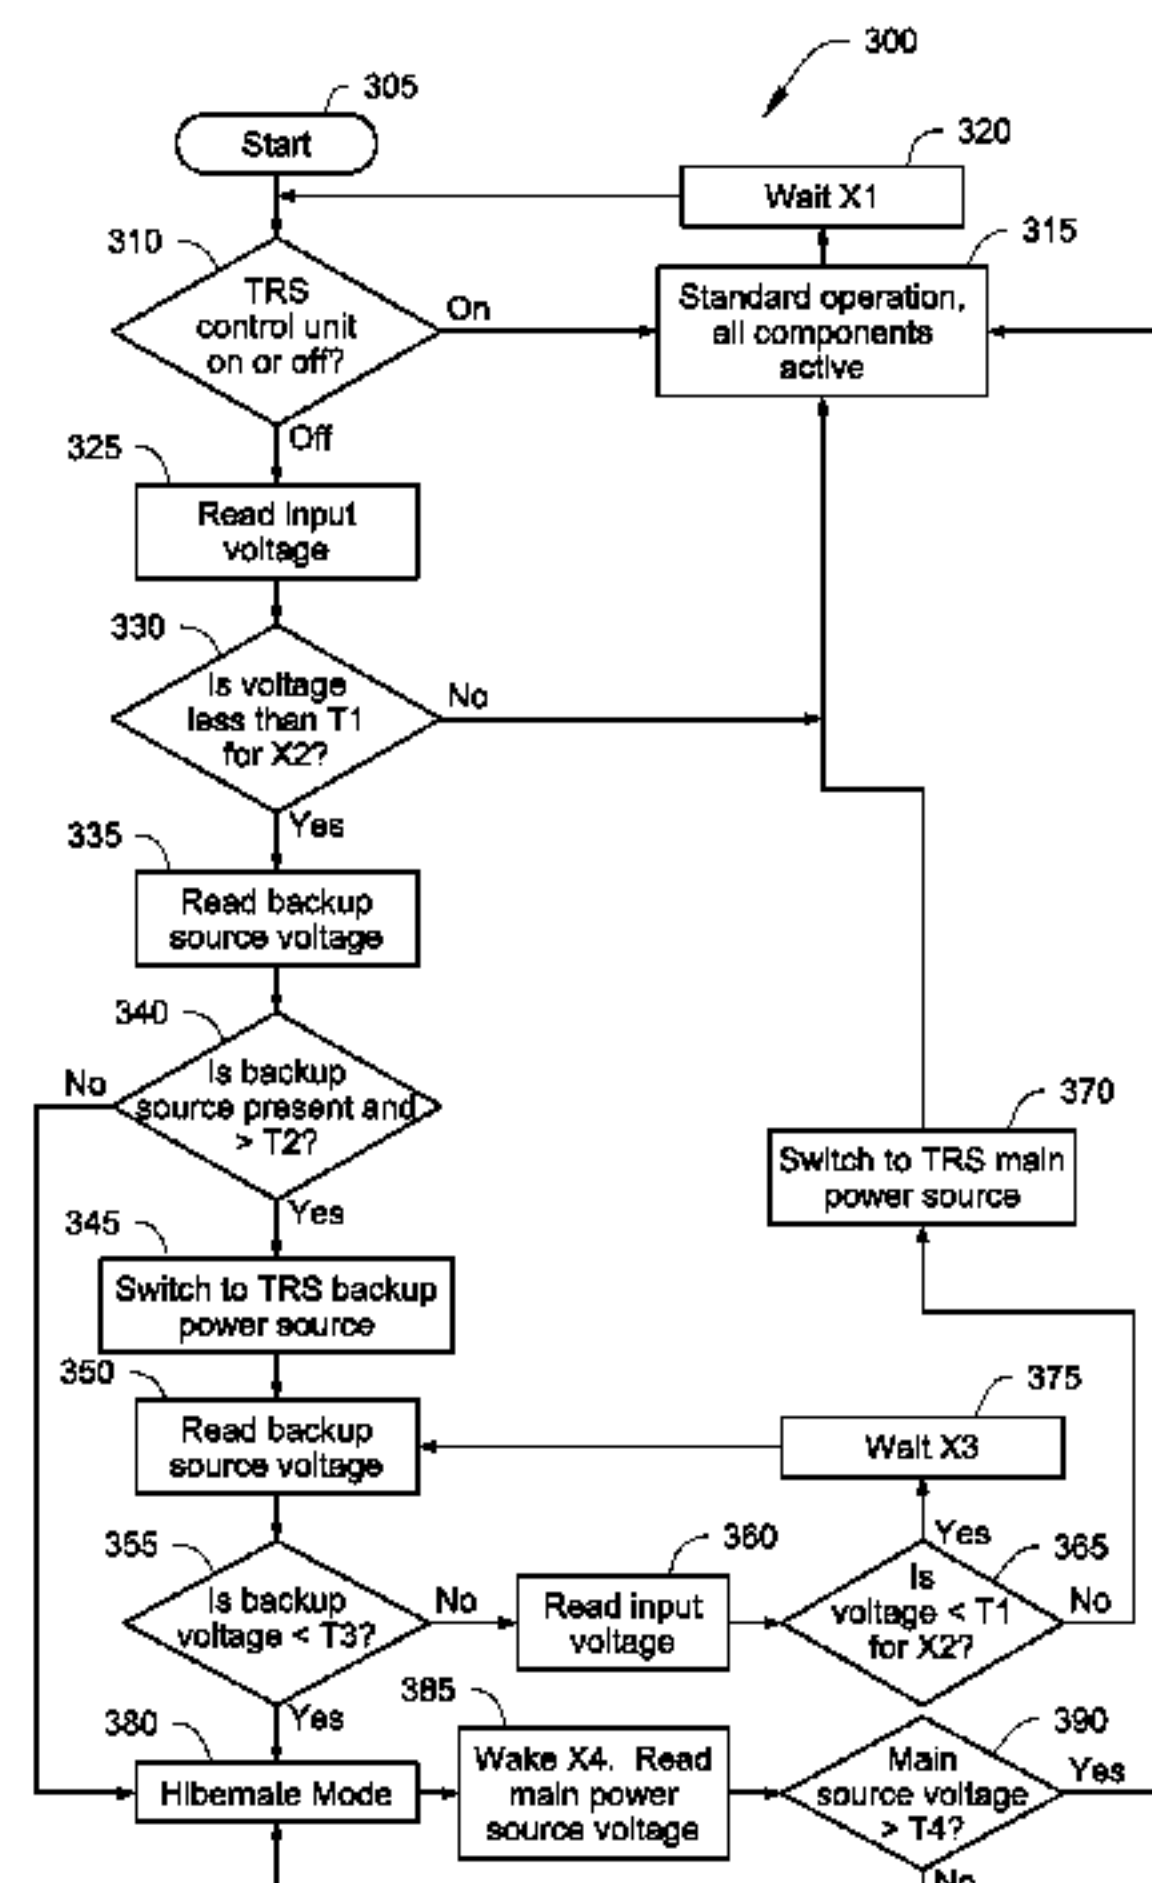 300
305
Start
320
Wait X1
310
TRS
control unit
on or off?
On
315
Standard operation,
all components
active
Off
325
Read input
voltage
330
Is voltage
less than T1
for X2?
No
Yes
335
Read backup
source voltage
340
Is backup
source present and
> T2?
No
Yes
370
Switch to TRS main
power source
345
Switch to TRS backup
power source
350
Read backup
source voltage
375
Wait X3
355
Is backup
voltage < T3?
No
360
Read input
voltage
Yes
365
Is
voltage < T1
for X2?
No
Yes
380
Hibernate Mode
385
Wake X4. Read
main power
source voltage
390
Main
source voltage
> T4?
Yes
No